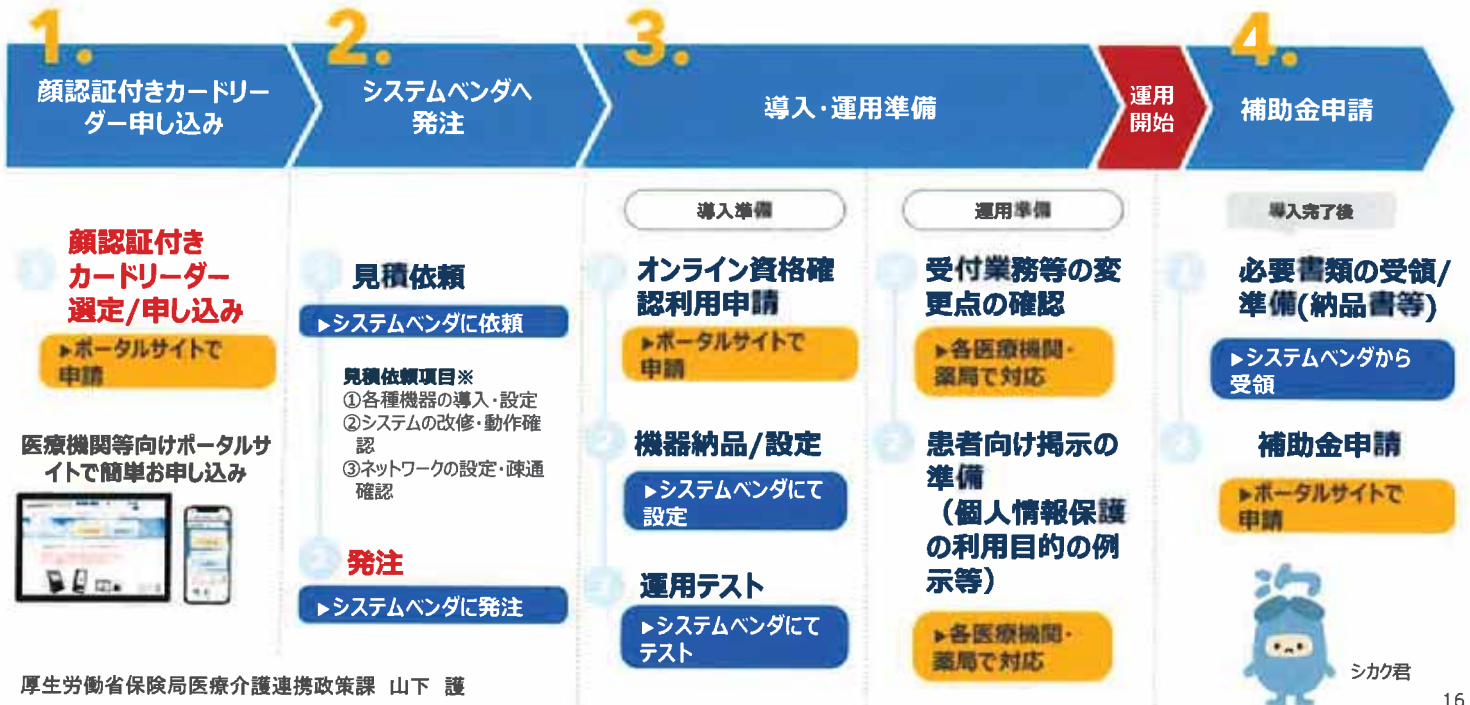 1.
顔認証付きカードリー
ダー申し込み
2.
システムベンダへ
発注
3.
導入・運用準備
運用
開始
4.
補助金申請
1
顔認証付き
カードリーダー
選定/申し込み
▶ポータルサイトで
申請
医療機関等向けポータルサ
イトで簡単お申し込み
1
見積依頼
▶システムベンダに依頼
見積依頼項目※
①各種機器の導入・設定
②システムの改修・動作確
認
③ネットワークの設定・疎通
確認
2
発注
▶システムベンダに発注
導入準備
1
オンライン資格確
認利用申請
▶ポータルサイトで
申請
2
機器納品/設定
▶システムベンダにて
設定
3
運用テスト
▶システムベンダにて
テスト
運用準備
1
受付業務等の変
更点の確認
▶各医療機関・
薬局で対応
2
患者向け掲示の
準備
（個人情報保護
の利用目的の例
示等）
▶各医療機関・
薬局で対応
導入完了後
1
必要書類の受領/
準備(納品書等)
▶システムベンダから
受領
2
補助金申請
▶ポータルサイトで
申請
シカク君
厚生労働省保険局医療介護連携政策課 山下 護
16